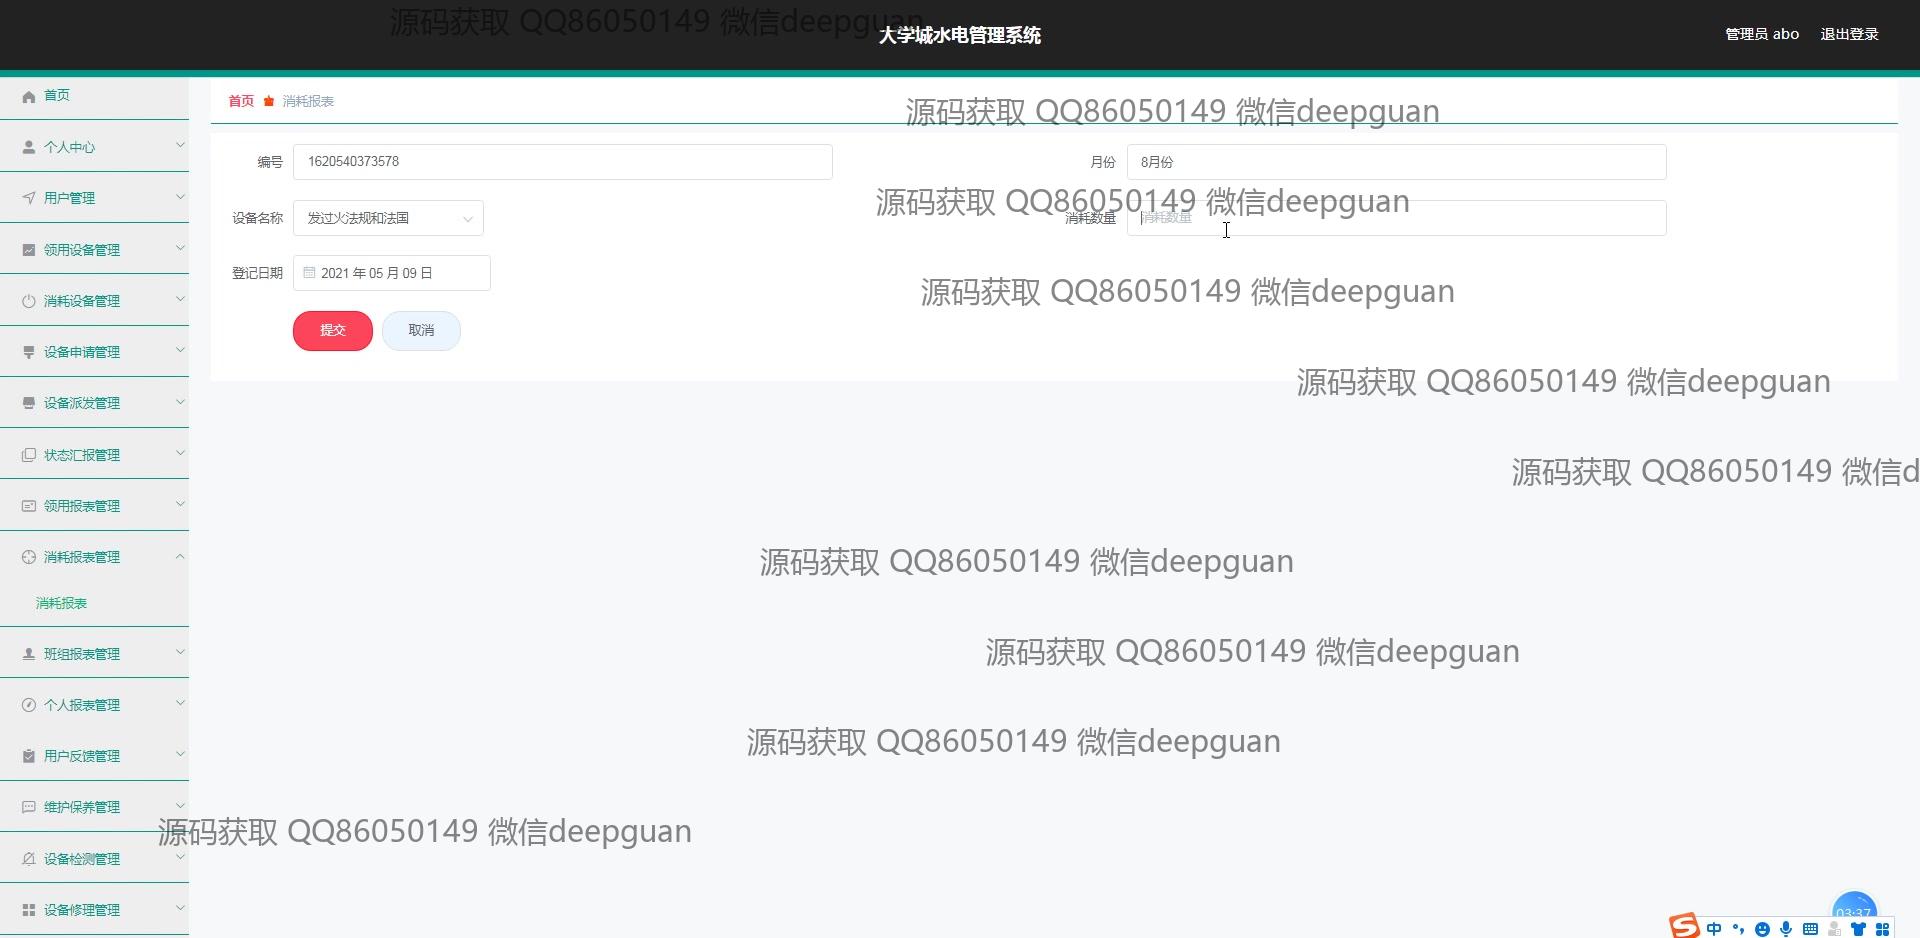 源码获取 QQ86050149 微信deepguan
大学城水电管理系统
管理员 abo
退出登录
首页
个人中心
用户管理
领用设备管理
消耗设备管理
设备申请管理
设备派发管理
状态汇报管理
领用报表管理
消耗报表管理
消耗报表
班组报表管理
个人报表管理
用户反馈管理
维护保养管理
设备检测管理
设备修理管理
首页 消耗报表
源码获取 QQ86050149 微信deepguan
编号 1620540373578
月份 8月份
源码获取 QQ86050149 微信deepguan
设备名称 发过火法规和法国
消耗数量 消耗数量
登记日期 2021 年 05 月 09 日
源码获取 QQ86050149 微信deepguan
提交 取消
源码获取 QQ86050149 微信deepguan
源码获取 QQ86050149 微信d
源码获取 QQ86050149 微信deepguan
源码获取 QQ86050149 微信deepguan
源码获取 QQ86050149 微信deepguan
源码获取 QQ86050149 微信deepguan
03:37
中